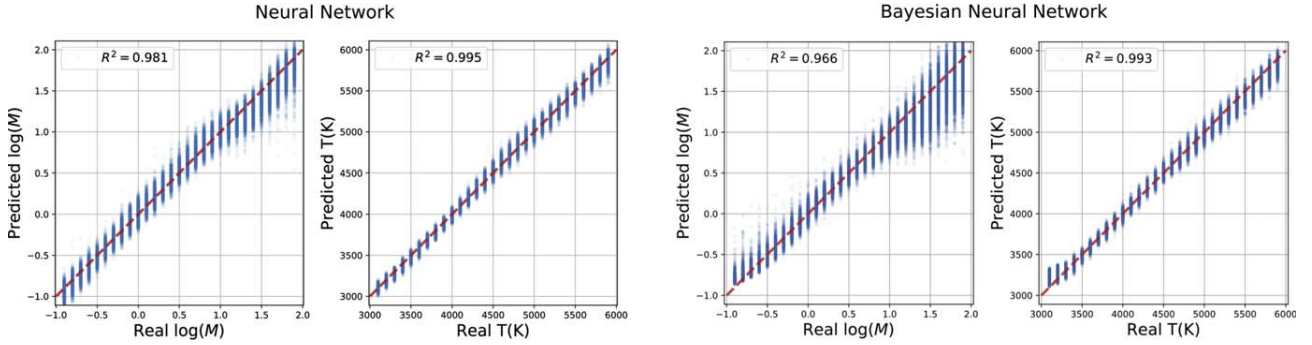 Neural Network
Bayesian Neural Network
Predicted log(M)
2.0
1.5
1.0
0.5
0.0
−0.5
−1.0
R² = 0.981
−1.0 −0.5 0.0 0.5 1.0 1.5 2.0
Real log(M)
Predicted T(K)
6000
5000
4000
3500
3000
R² = 0.995
3000 3500 4000 4500 5000 5500 6000
Real T(K)
Predicted log(M)
2.0
1.5
1.0
0.5
0.0
−0.5
−1.0
R² = 0.966
−1.0 −0.5 0.0 0.5 1.0 1.5 2.0
Real log(M)
Predicted T(K)
6000
5000
4000
3500
3000
R² = 0.993
3000 3500 4000 4500 5000 5500 6000
Real T(K)